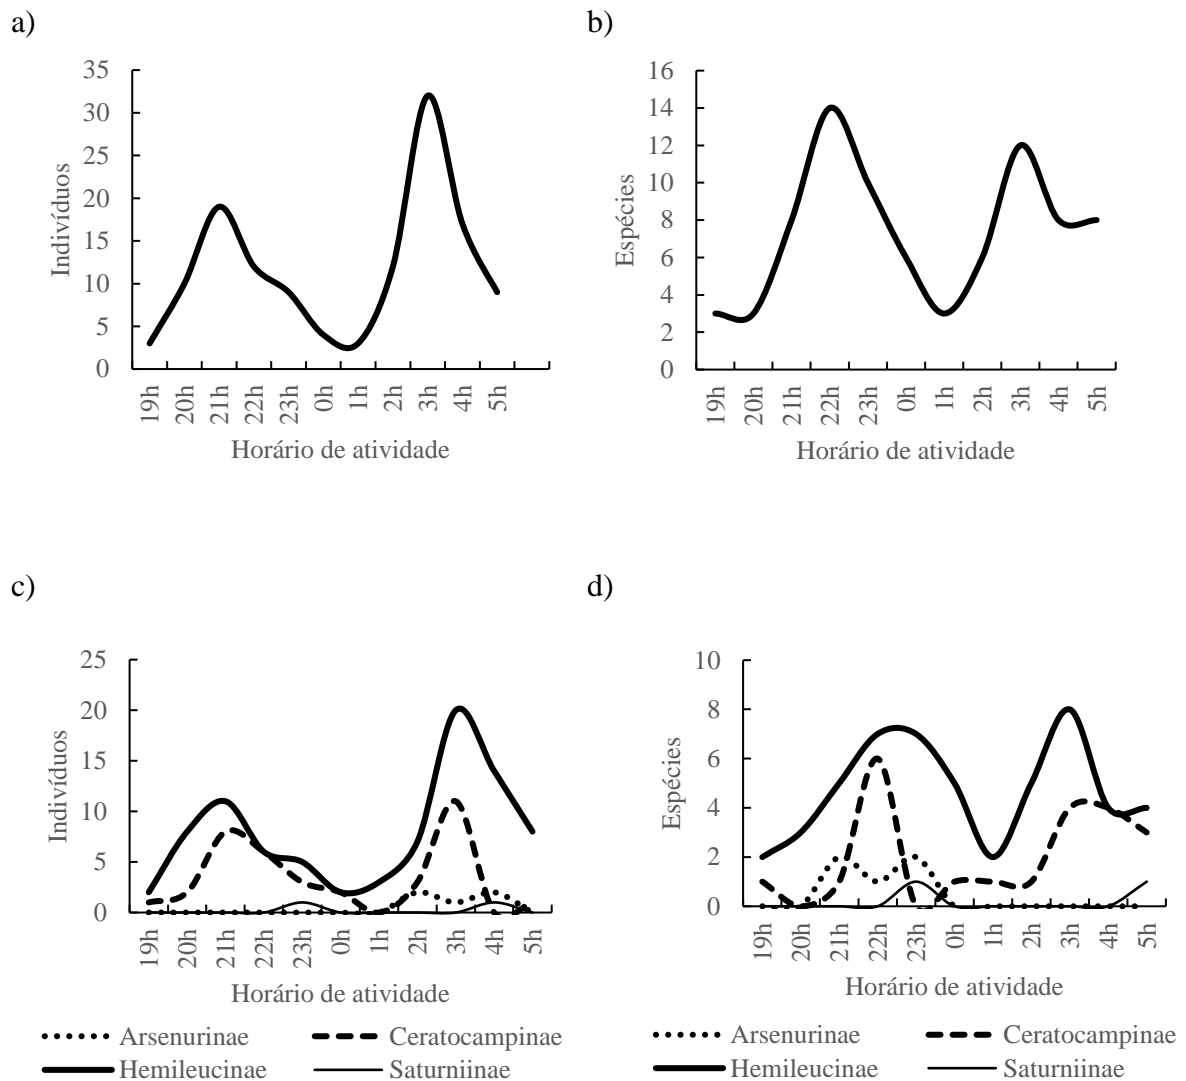 a)
35
30
25
20
15
10
5
0
Indivíduos
19h 20h 21h 22h 23h 0h 1h 2h 3h 4h 5h
Horário de atividade
b)
16
14
12
10
8
6
4
2
0
Espécies
19h 20h 21h 22h 23h 0h 1h 2h 3h 4h 5h
Horário de atividade
c)
25
20
15
10
5
0
Indivíduos
19h 20h 21h 22h 23h 0h 1h 2h 3h 4h 5h
Horário de atividade
Arsenurinae Ceratocampinae
Hemileucinae Saturniinae
d)
10
8
6
4
2
0
Espécies
19h 20h 21h 22h 23h 0h 1h 2h 3h 4h 5h
Horário de atividade
Arsenurinae Ceratocampinae
Hemileucinae Saturniinae